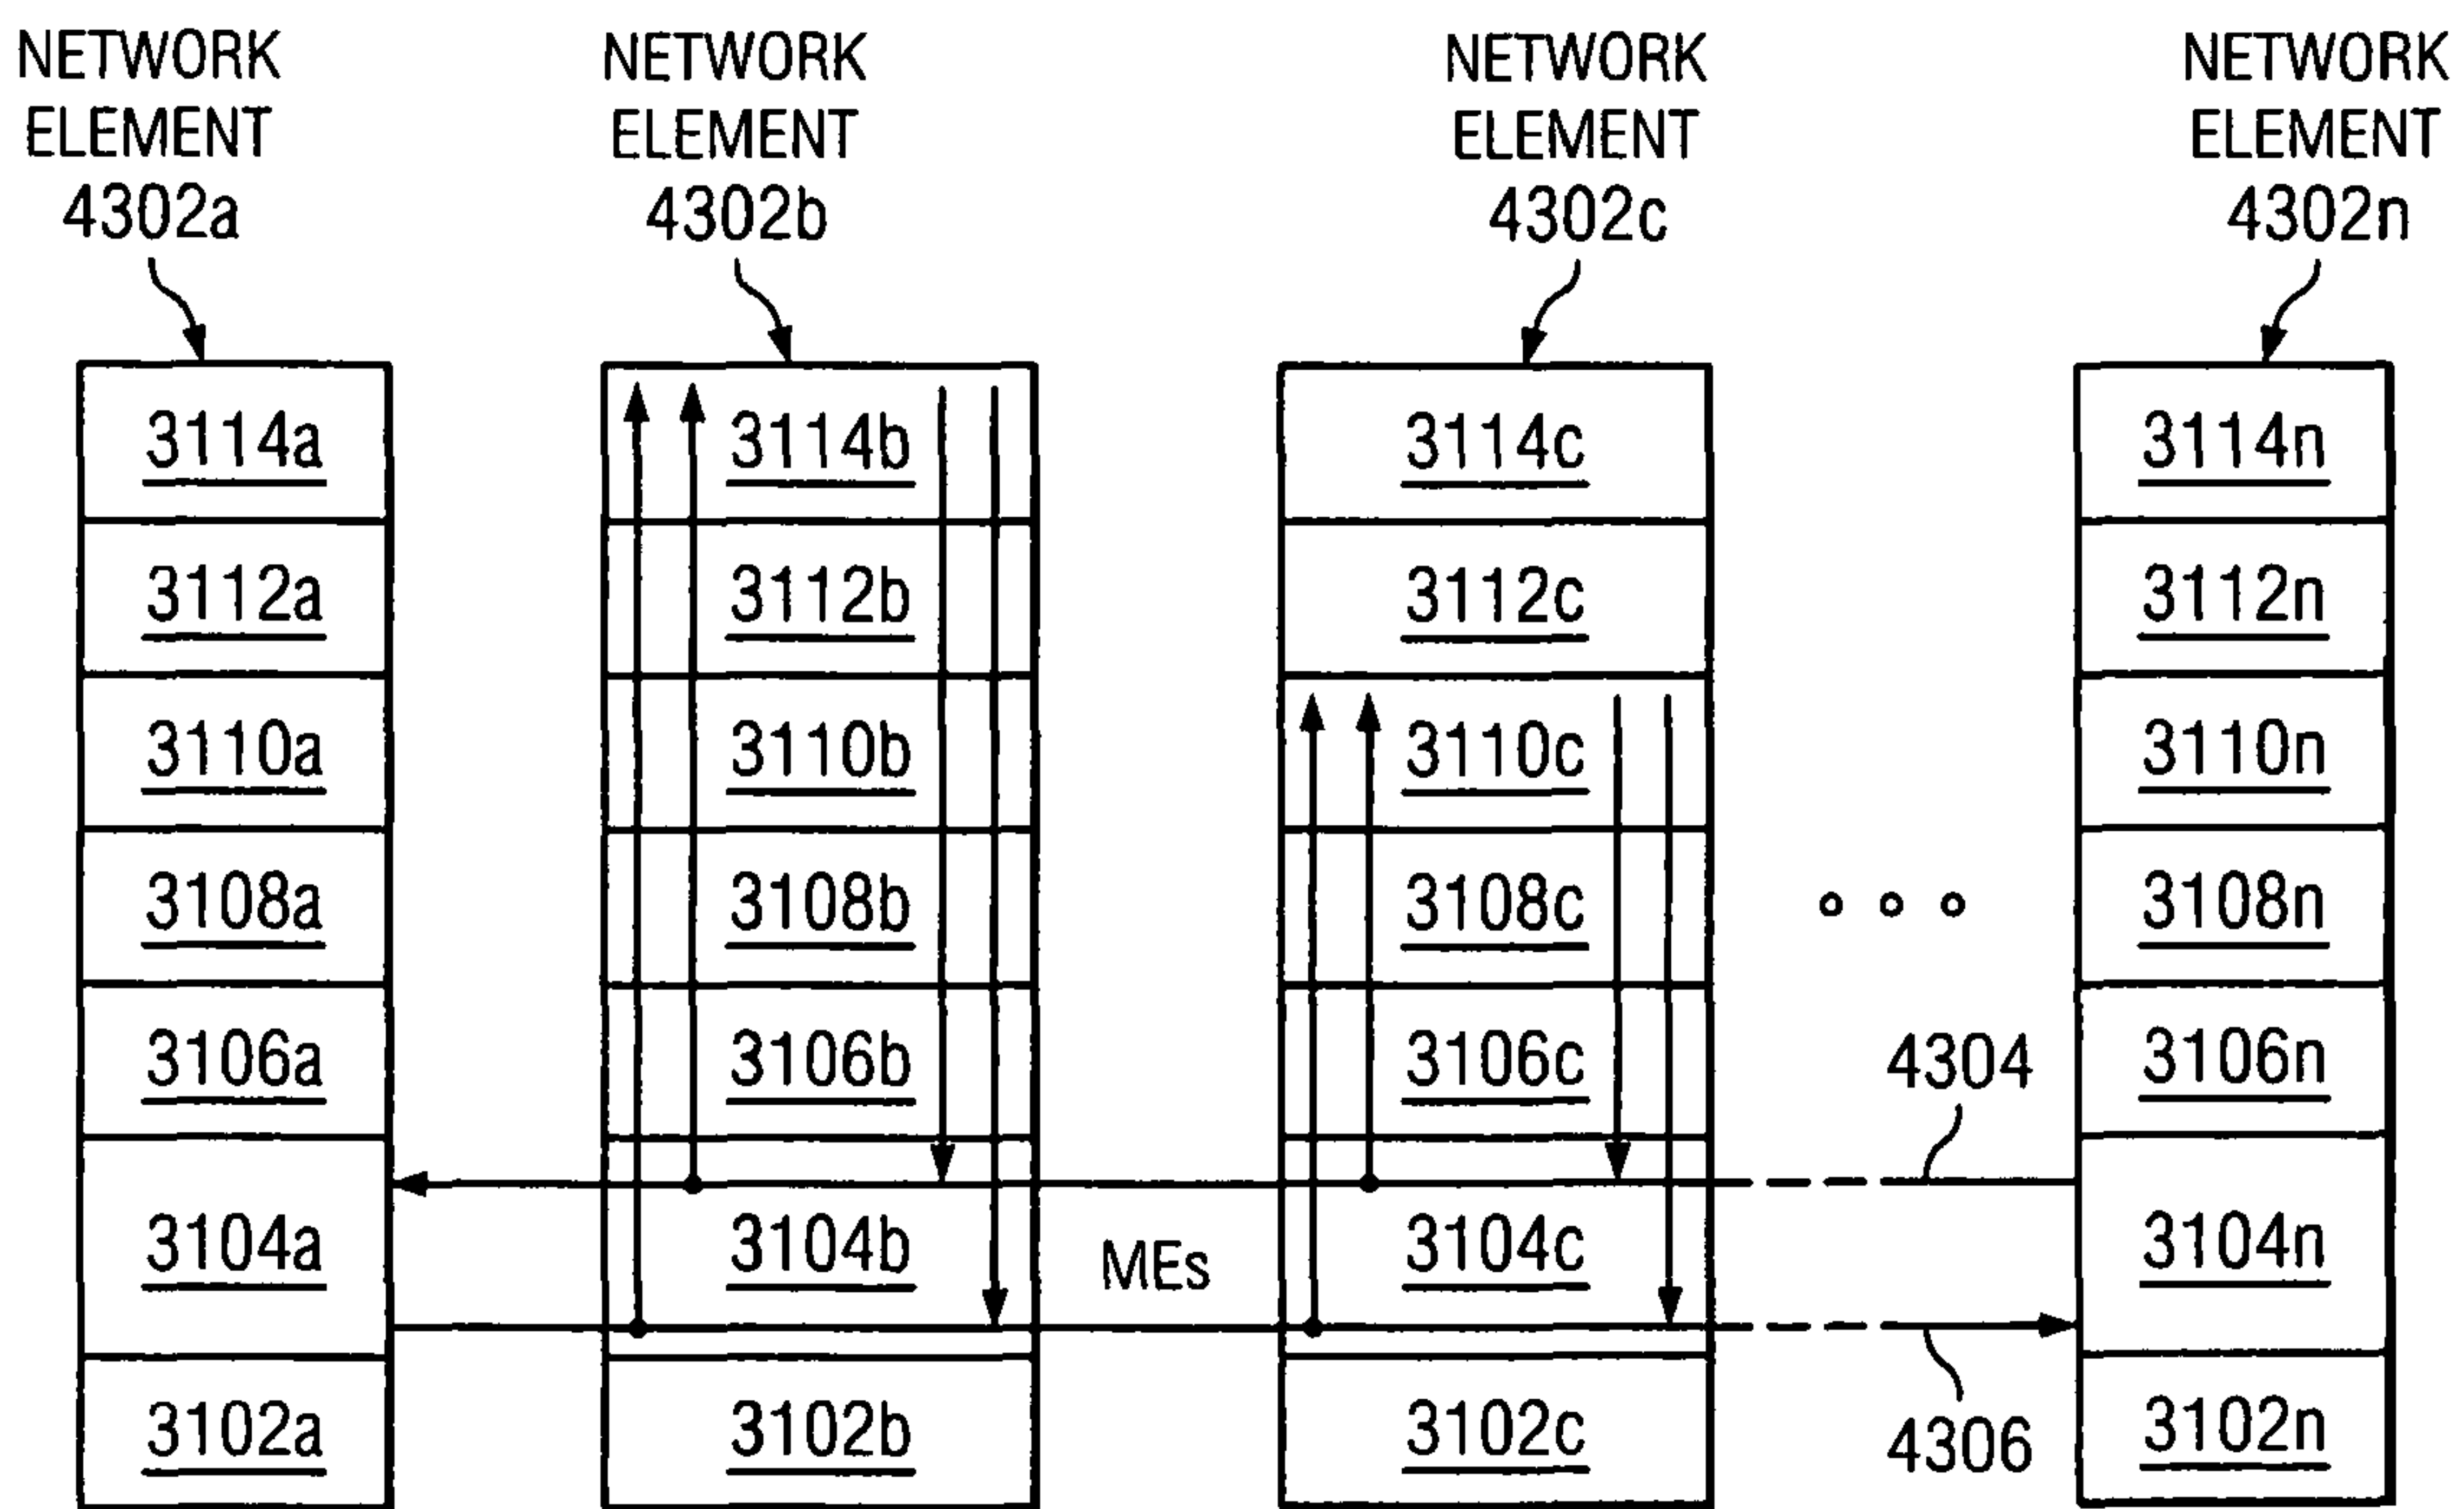 NETWORK
ELEMENT
4302a
NETWORK
ELEMENT
4302b
NETWORK
ELEMENT
4302c
NETWORK
ELEMENT
4302n
3114a
3114b
3114c
3114n
3112a
3112b
3112c
3112n
3110a
3110b
3110c
3110n
3108a
3108b
3108c
3108n
3106a
3106b
3106c
4304
3106n
3104a
3104b
MEs
3104c
3104n
3102a
3102b
3102c
4306
3102n